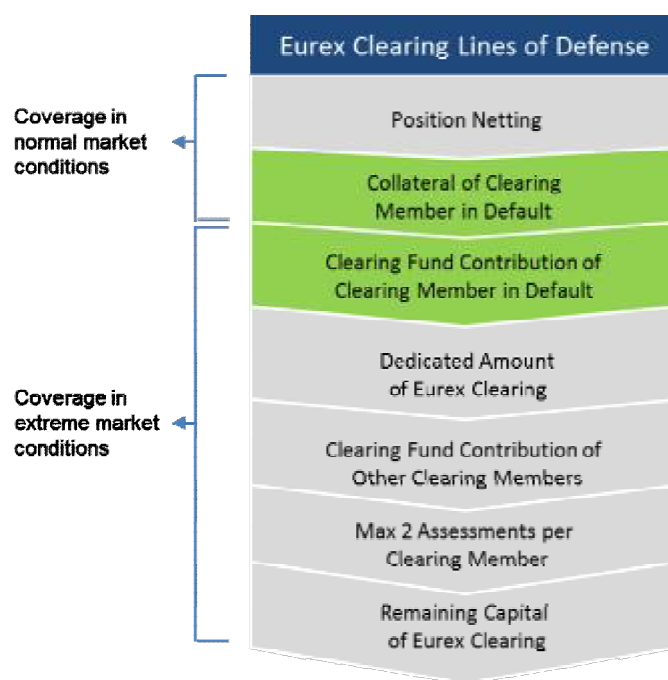 Eurex Clearing Lines of Defense
Coverage in
normal market
conditions
Position Netting
Collateral of Clearing
Member in Default
Clearing Fund Contribution of
Clearing Member in Default
Coverage in
extreme market
conditions
Dedicated Amount
of Eurex Clearing
Clearing Fund Contribution of
Other Clearing Members
Max 2 Assessments per
Clearing Member
Remaining Capital
of Eurex Clearing